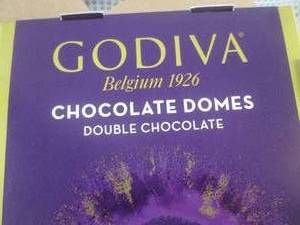 GODIVA
Belgium 1926
CHOCOLATE DOMES
DOUBLE CHOCOLATE